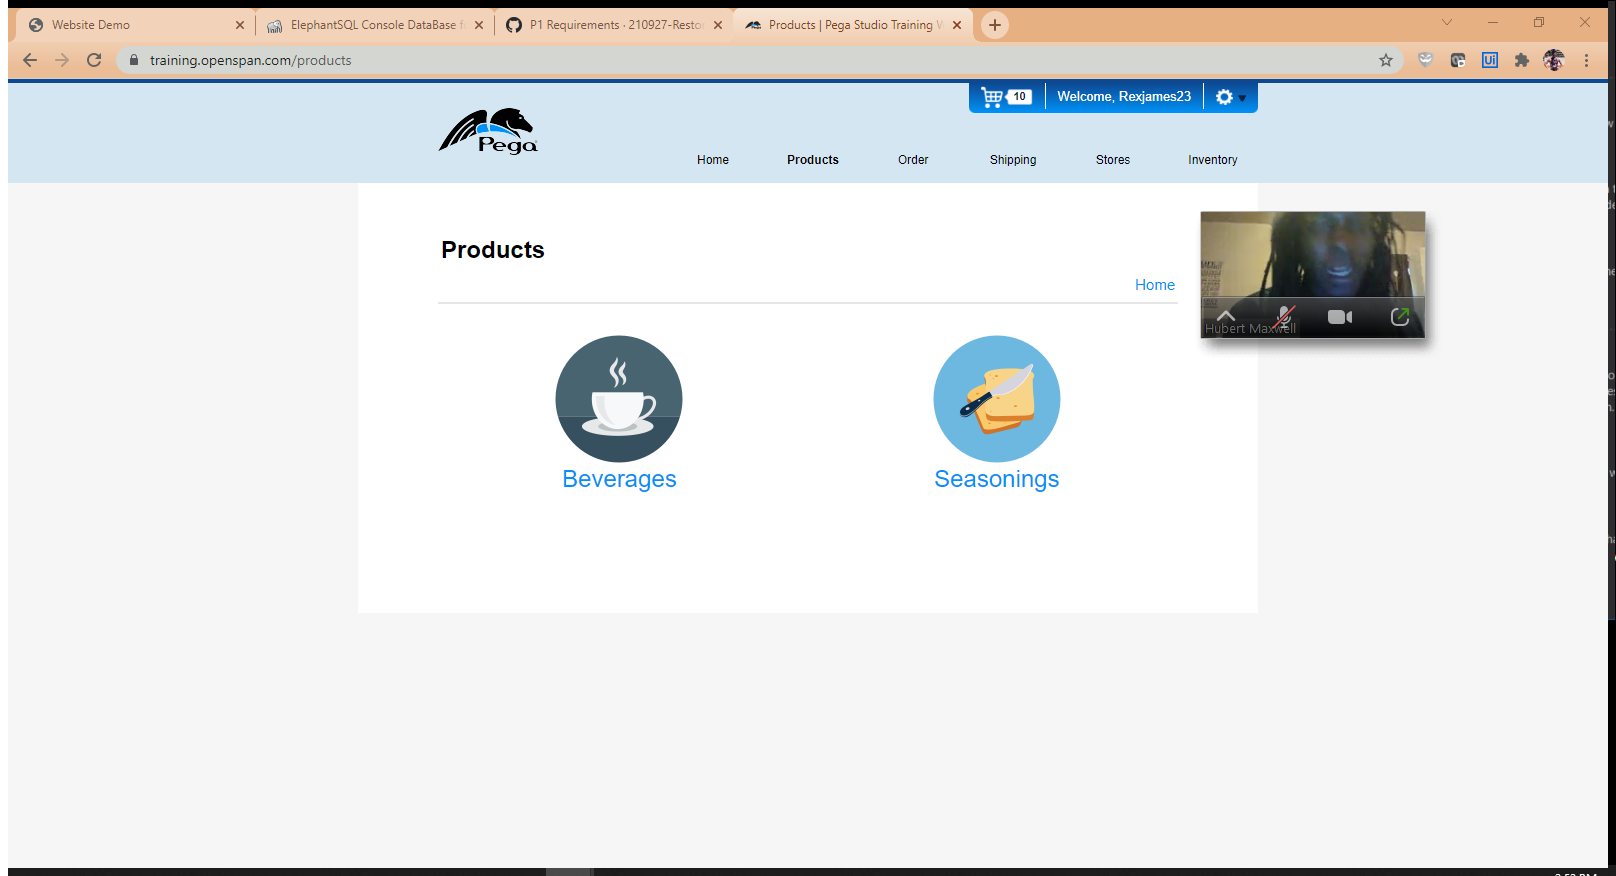 Website Demo
ElephantSQL Console DataBase f
P1 Requirements · 210927-Resto
Products | Pega Studio Training W
training.openspan.com/products
Ui
10
Welcome, Rexjames23
Pega
Home
Products
Order
Shipping
Stores
Inventory
Products
Home
Hubert Maxwell
Beverages
Seasonings